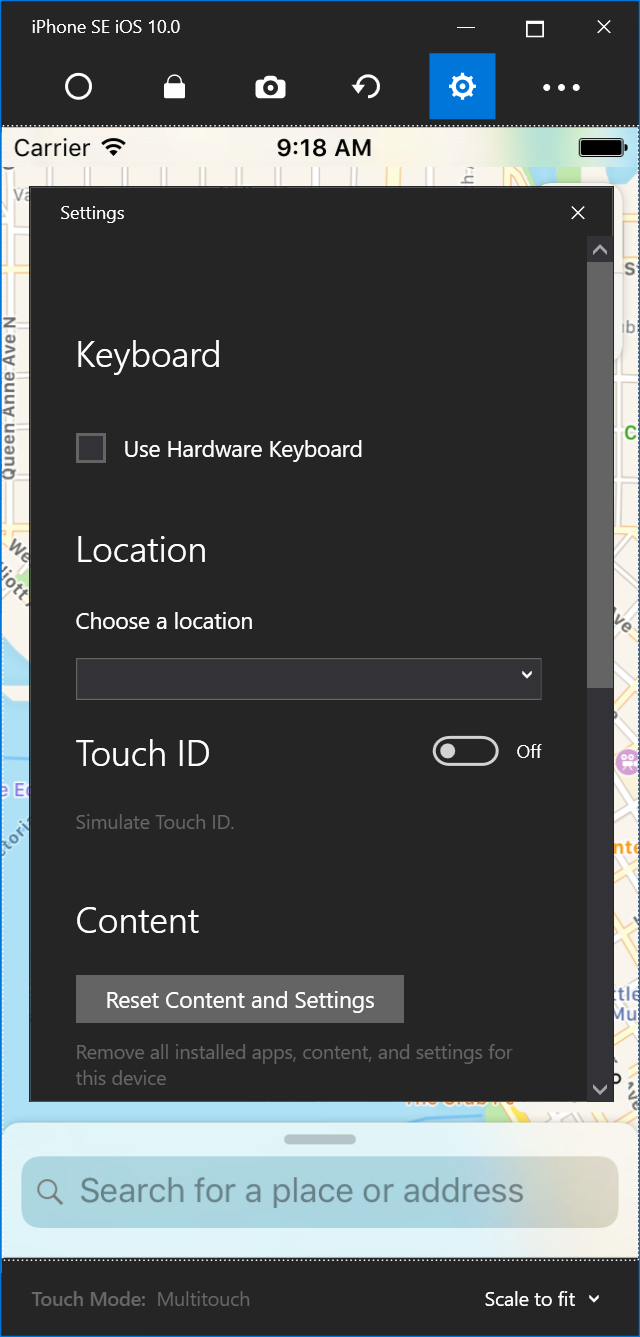 iPhone SE iOS 10.0
Carrier
9:18 AM
Settings
Keyboard
Use Hardware Keyboard
Queen Anne Ave N
Location
Choose a location
Touch ID
Off
Simulate Touch ID.
Content
Reset Content and Settings
Remove all installed apps, content, and settings for
this device
Search for a place or address
Touch Mode: Multitouch
Scale to fit